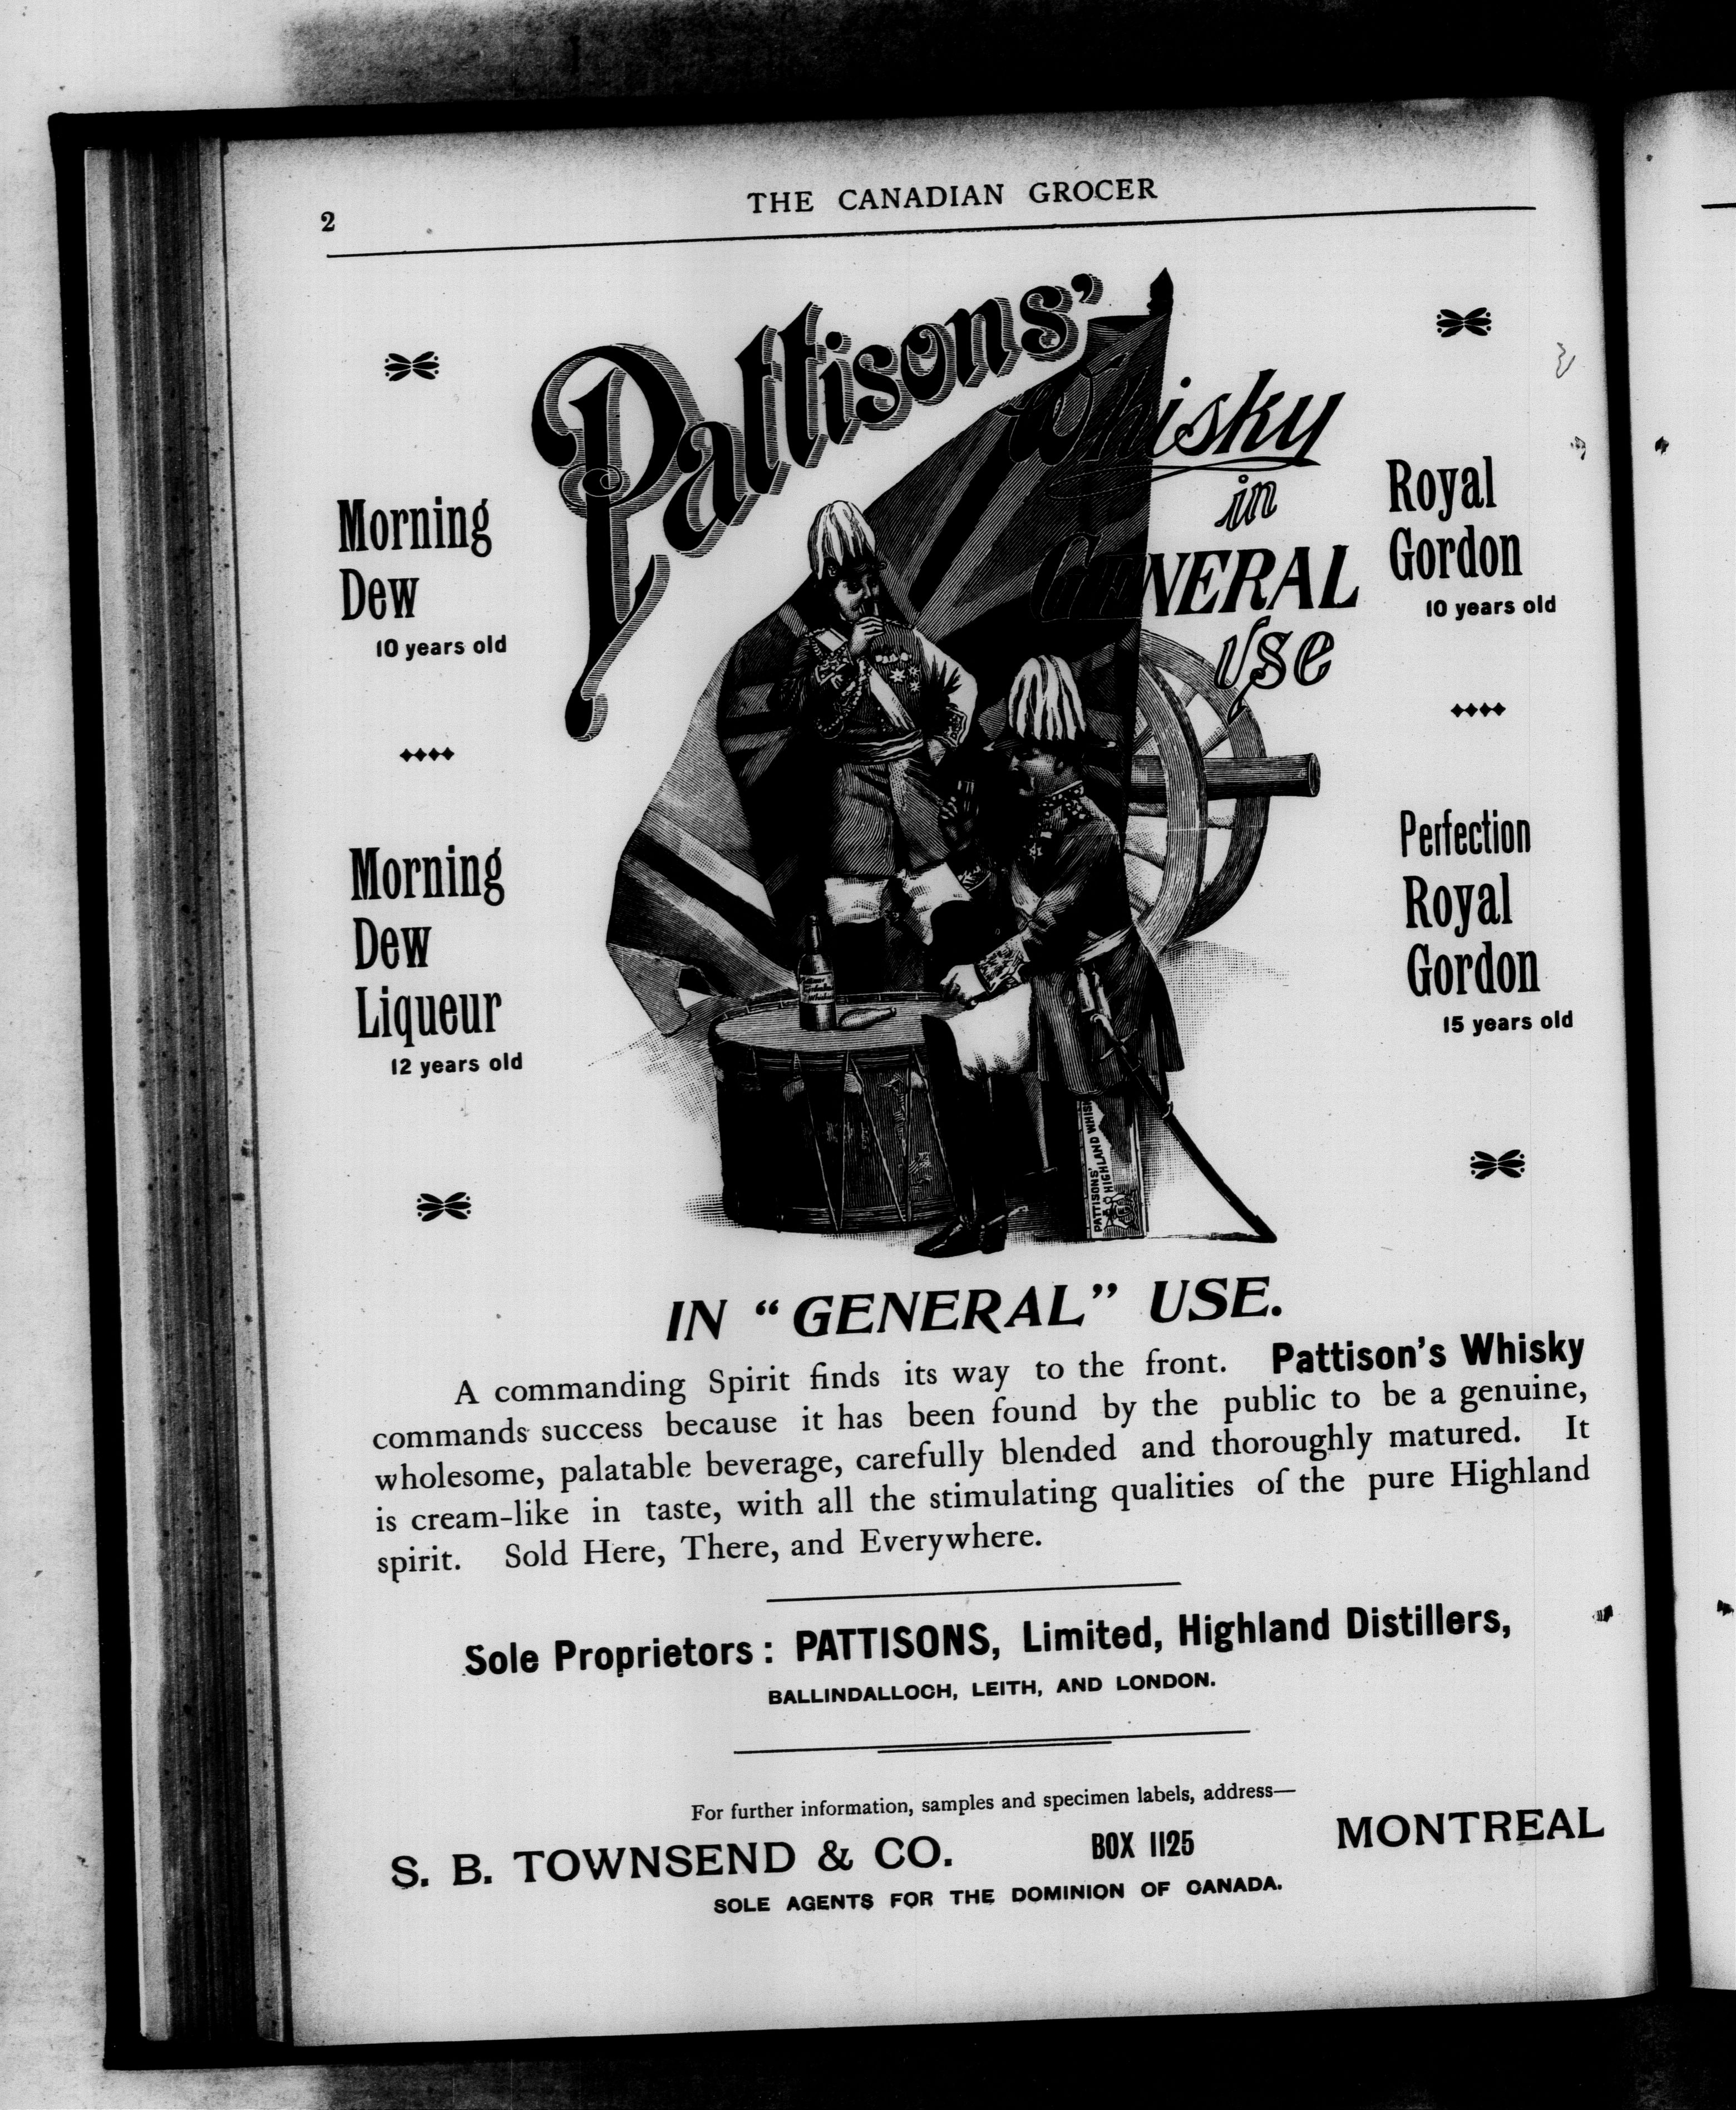 2
THE CANADIAN GROCER
Pattisons'
Whisky
in
GENERAL
Use
Morning
Dew
10 years old
Morning
Dew
Liqueur
12 years old
Royal
Gordon
10 years old
Perfection
Royal
Gordon
15 years old
PATTISONS'
HIGHLAND WHIS
IN “GENERAL” USE.
A commanding Spirit finds its way to the front. Pattison's Whisky
commands success because it has been found by the public to be a genuine,
wholesome, palatable beverage, carefully blended and thoroughly matured. It
is cream-like in taste, with all the stimulating qualities of the pure Highland
spirit. Sold Here, There, and Everywhere.
Sole Proprietors: PATTISONS, Limited, Highland Distillers,
BALLINDALLOCH, LEITH, AND LONDON.
For further information, samples and specimen labels, address—
S. B. TOWNSEND & CO. BOX 1125 MONTREAL
SOLE AGENTS FOR THE DOMINION OF CANADA.